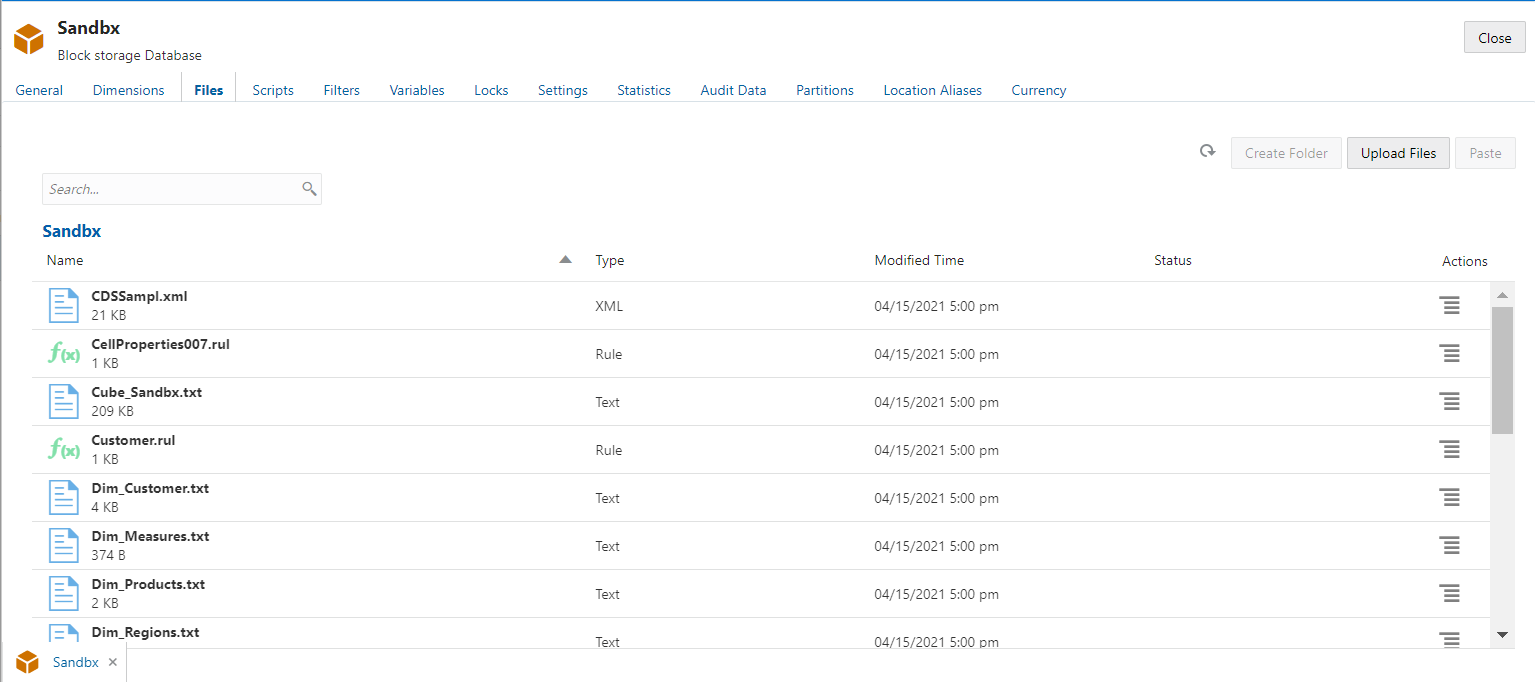 Sandbx
Block storage Database
Close
General Dimensions Files Scripts Filters Variables Locks Settings Statistics Audit Data Partitions Location Aliases Currency
Create Folder Upload Files Paste
Search...
Sandbx
Name Type Modified Time Status Actions
CDSSampl.xml
21 KB
XML 04/15/2021 5:00 pm
f(x) CellProperties007.rul
1 KB
Rule 04/15/2021 5:00 pm
Cube_Sandbx.txt
209 KB
Text 04/15/2021 5:00 pm
f(x) Customer.rul
1 KB
Rule 04/15/2021 5:00 pm
Dim_Customer.txt
4 KB
Text 04/15/2021 5:00 pm
Dim_Measures.txt
374 B
Text 04/15/2021 5:00 pm
Dim_Products.txt
2 KB
Text 04/15/2021 5:00 pm
Dim_Regions.txt
Text 04/15/2021 5:00 pm
Sandbx ×